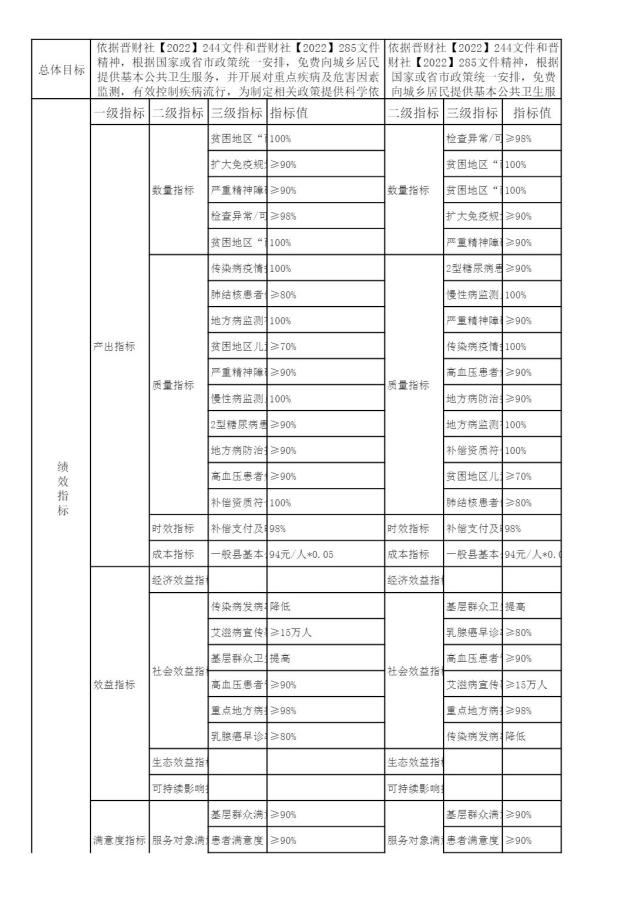 总体目标
依据晋财社【2022】244文件和晋财社【2022】285文件
精神，根据国家或省市政策统一安排，免费向城乡居民
提供基本公共卫生服务，并开展对重点疾病及危害因素
监测，有效控制疾病流行，为制定相关政策提供科学依
依据晋财社【2022】244文件和晋
财社【2022】285文件精神，根据
国家或省市政策统一安排，免费
向城乡居民提供基本公共卫生服
绩效指标
一级指标 二级指标 三级指标 指标值 二级指标 三级指标 指标值
产出指标
数量指标 数量指标
贫困地区“ 100% 检查异常/可 ≥98%
扩大免疫规 ≥90% 贫困地区“ 100%
严重精神障 ≥90% 贫困地区“ 100%
检查异常/可 ≥98% 扩大免疫规 ≥90%
贫困地区“ 100% 严重精神障 ≥90%
质量指标 质量指标
传染病疫情 100% 2型糖尿病患 ≥90%
肺结核患者 ≥80% 慢性病监测 100%
地方病监测 100% 严重精神障 ≥90%
贫困地区儿 ≥70% 传染病疫情 100%
严重精神障 ≥90% 高血压患者 ≥90%
慢性病监测 100% 地方病防治 ≥90%
2型糖尿病患 ≥90% 地方病监测 100%
地方病防治 ≥90% 补偿资质符 100%
高血压患者 ≥90% 贫困地区儿 ≥70%
补偿资质符 100% 肺结核患者 ≥80%
时效指标 补偿支付及 98% 时效指标 补偿支付及 98%
成本指标 一般县基本 94元/人*0.05 成本指标 一般县基本 94元/人*0.0
效益指标
经济效益指 经济效益指
社会效益指 社会效益指
传染病发病 降低 基层群众卫 提高
艾滋病宣传 ≥15万人 乳腺癌早诊 ≥80%
基层群众卫 提高 高血压患者 ≥90%
高血压患者 ≥90% 艾滋病宣传 ≥15万人
重点地方病 ≥98% 重点地方病 ≥98%
乳腺癌早诊 ≥80% 传染病发病 降低
生态效益指 生态效益指
可持续影响 可持续影响
满意度指标
服务对象满 服务对象满
基层群众满 ≥90% 基层群众满 ≥90%
患者满意度 ≥90% 患者满意度 ≥90%